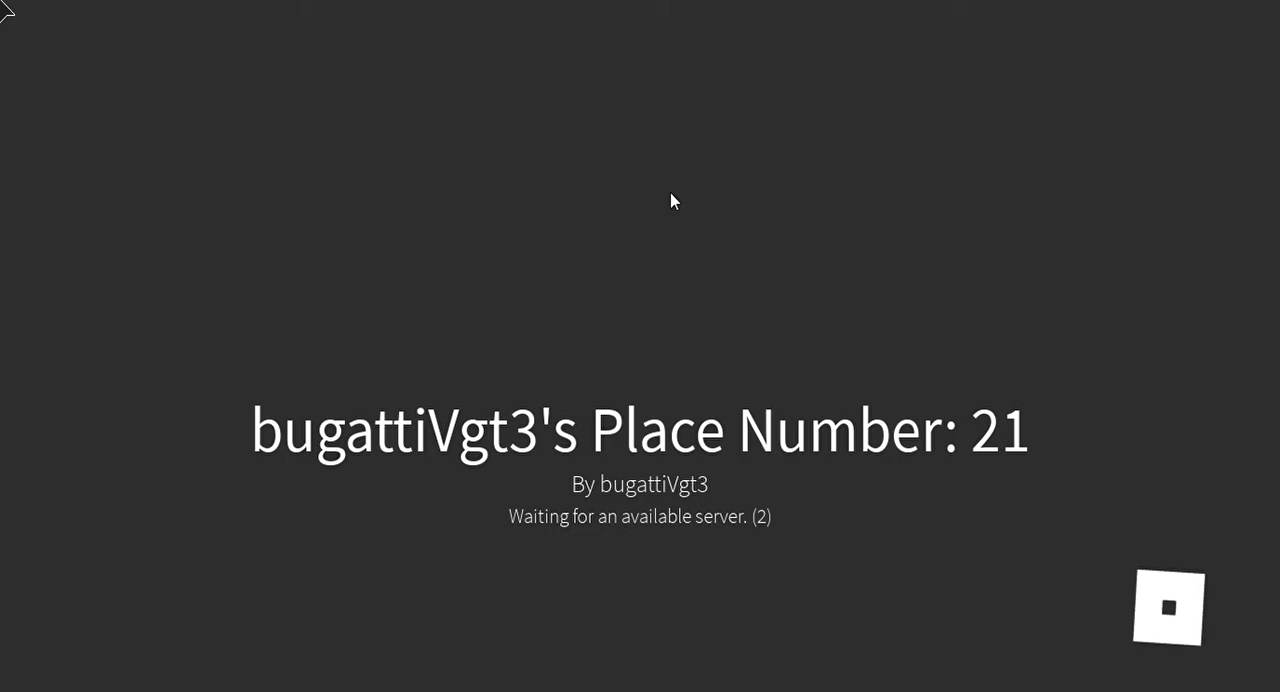 bugattiVgt3's Place Number: 21
By bugattiVgt3
Waiting for an available server. (2)